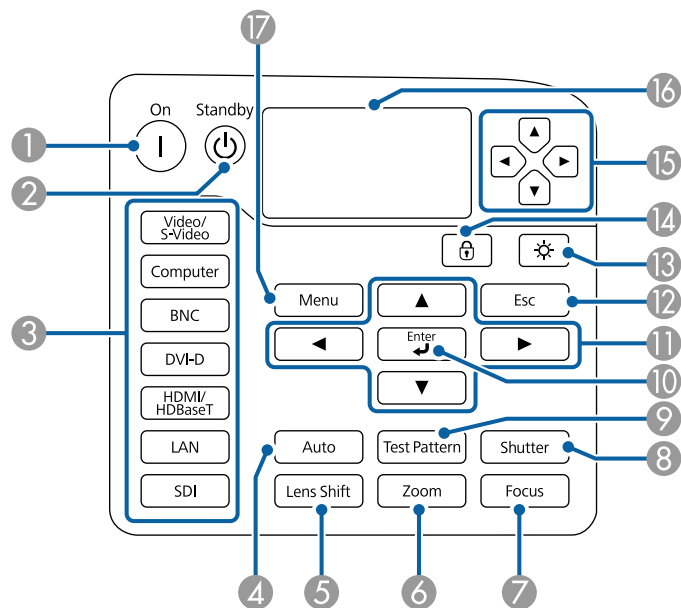 17
16
On
Standby
1
15
2
14
Video/
S-Video
13
Computer
Menu
Esc
12
BNC
3
Enter
11
DVI-D
10
HDMI/
HDBaseT
9
LAN
Auto
Test Pattern
Shutter
8
SDI
Lens Shift
Zoom
Focus
4
5
6
7